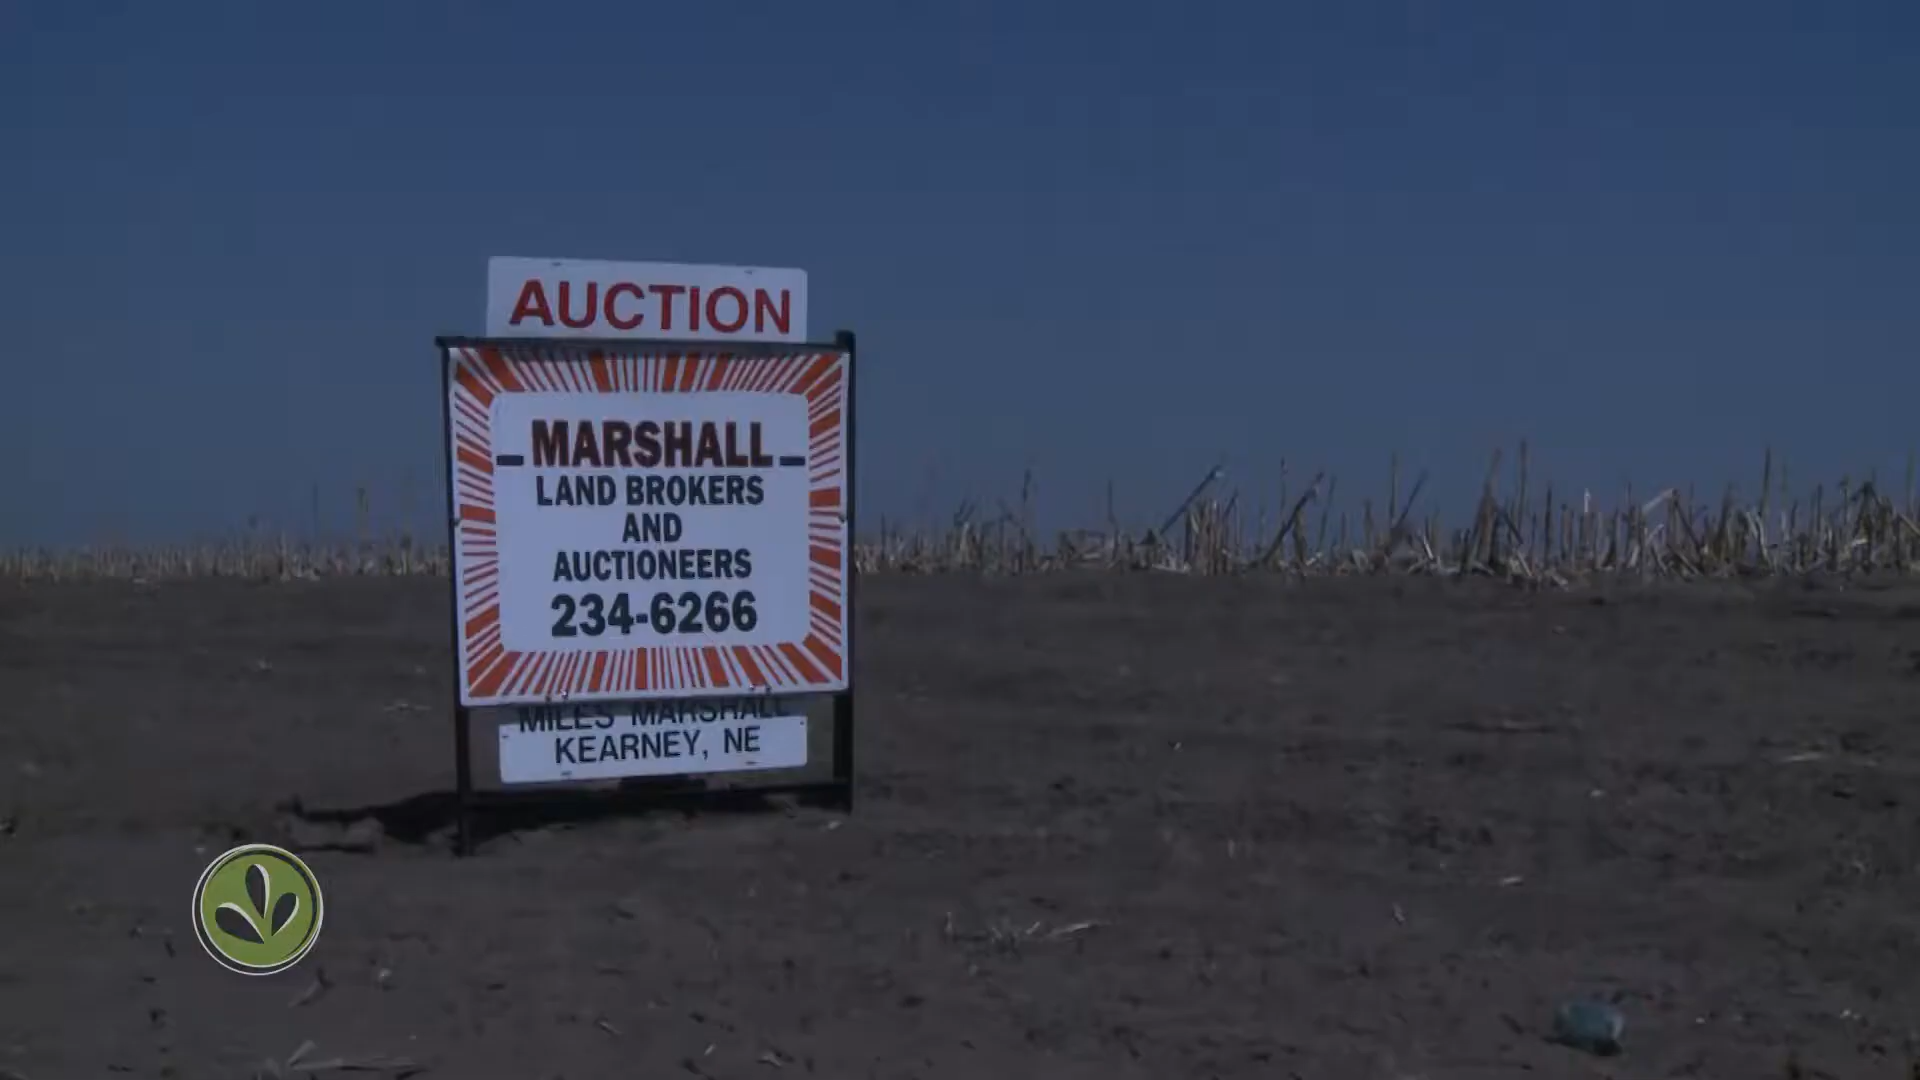 AUCTION
MARSHALL
LAND BROKERS
AND
AUCTIONEERS
234-6266
MILES MARSHALL
KEARNEY, NE